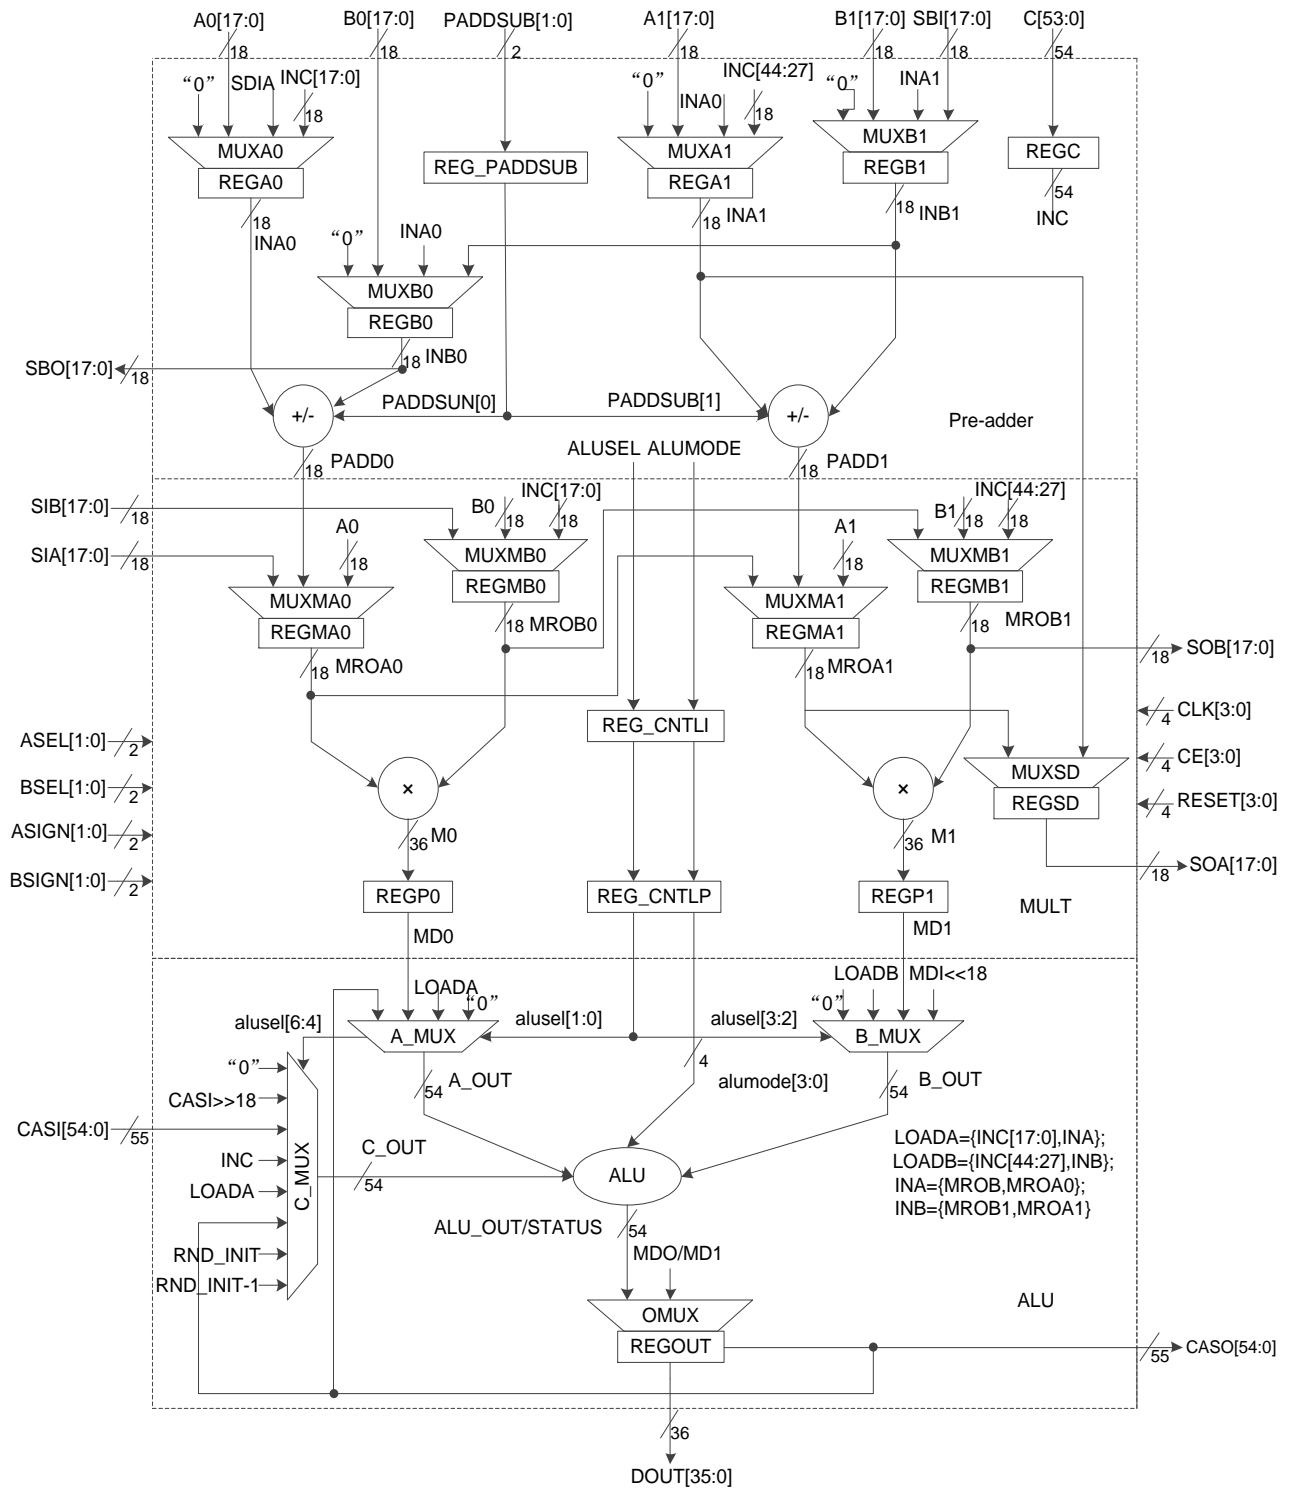 A0[17:0]
B0[17:0]
PADDSUB[1:0]
A1[17:0]
B1[17:0]
SBI[17:0]
C[53:0]
18
18
2
18
18
18
54
“0”
SDIA
INC[17:0]
18
“0”
INA0
INC[44:27]
18
“0”
INA1
MUXA0
REGA0
REG_PADDSUB
MUXA1
REGA1
MUXB1
REGB1
REGC
18
INA0
18
INA1
18
INB1
54
INC
“0”
INA0
MUXB0
REGB0
18
INB0
SBO[17:0]
18
+/-
PADDSUN[0]
PADDSUB[1]
+/-
Pre-adder
18
PADD0
ALUSEL
ALUMODE
18
PADD1
SIB[17:0]
18
SIA[17:0]
18
A0
18
B0
18
INC[17:0]
18
A1
18
B1
18
INC[44:27]
18
MUXMB0
REGMB0
MUXMB1
REGMB1
MUXMA0
REGMA0
MUXMA1
REGMA1
18
MROB0
18
MROB1
18
MROA0
18
MROA1
18
SOB[17:0]
REG_CNTLI
4
CLK[3:0]
ASEL[1:0]
2
4
CE[3:0]
BSEL[1:0]
2
×
×
MUXSD
REGSD
4
RESET[3:0]
ASIGN[1:0]
2
36
M0
36
M1
18
SOA[17:0]
BSIGN[1:0]
2
REGP0
REG_CNTLP
REGP1
MULT
MD0
MD1
LOADA
“0”
LOADB
MDI<<18
“0”
alusel[6:4]
A_MUX
alusel[1:0]
alusel[3:2]
B_MUX
“0”
CASI>>18
CASI[54:0]
55
INC
LOADA
RND_INIT
RND_INIT-1
C_MUX
54
A_OUT
4
alumode[3:0]
54
B_OUT
C_OUT
54
ALU
LOADA={INC[17:0],INA};
LOADB={INC[44:27],INB};
INA={MROB,MROA0};
INB={MROB1,MROA1}
ALU_OUT/STATUS
54
MDO/MD1
OMUX
REGOUT
ALU
55
CASO[54:0]
36
DOUT[35:0]